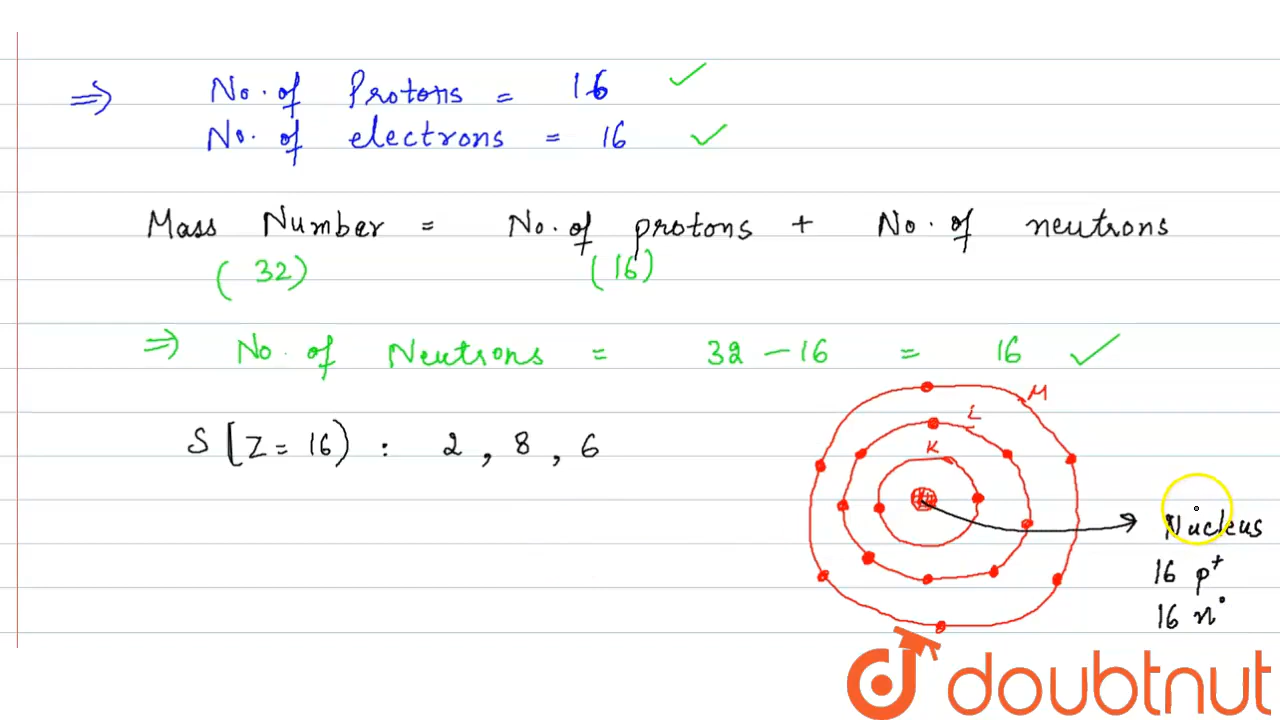 ⇒ No. of Protons = 16 ✓
No. of electrons = 16 ✓
Mass Number = No. of protons + No. of neutrons
(32) (16)
⇒ No. of Neutrons = 32 – 16 = 16 ✓
S [Z = 16) : 2, 8, 6
M
L
K
Nucleus
16 p⁺
16 n°
doubtnut